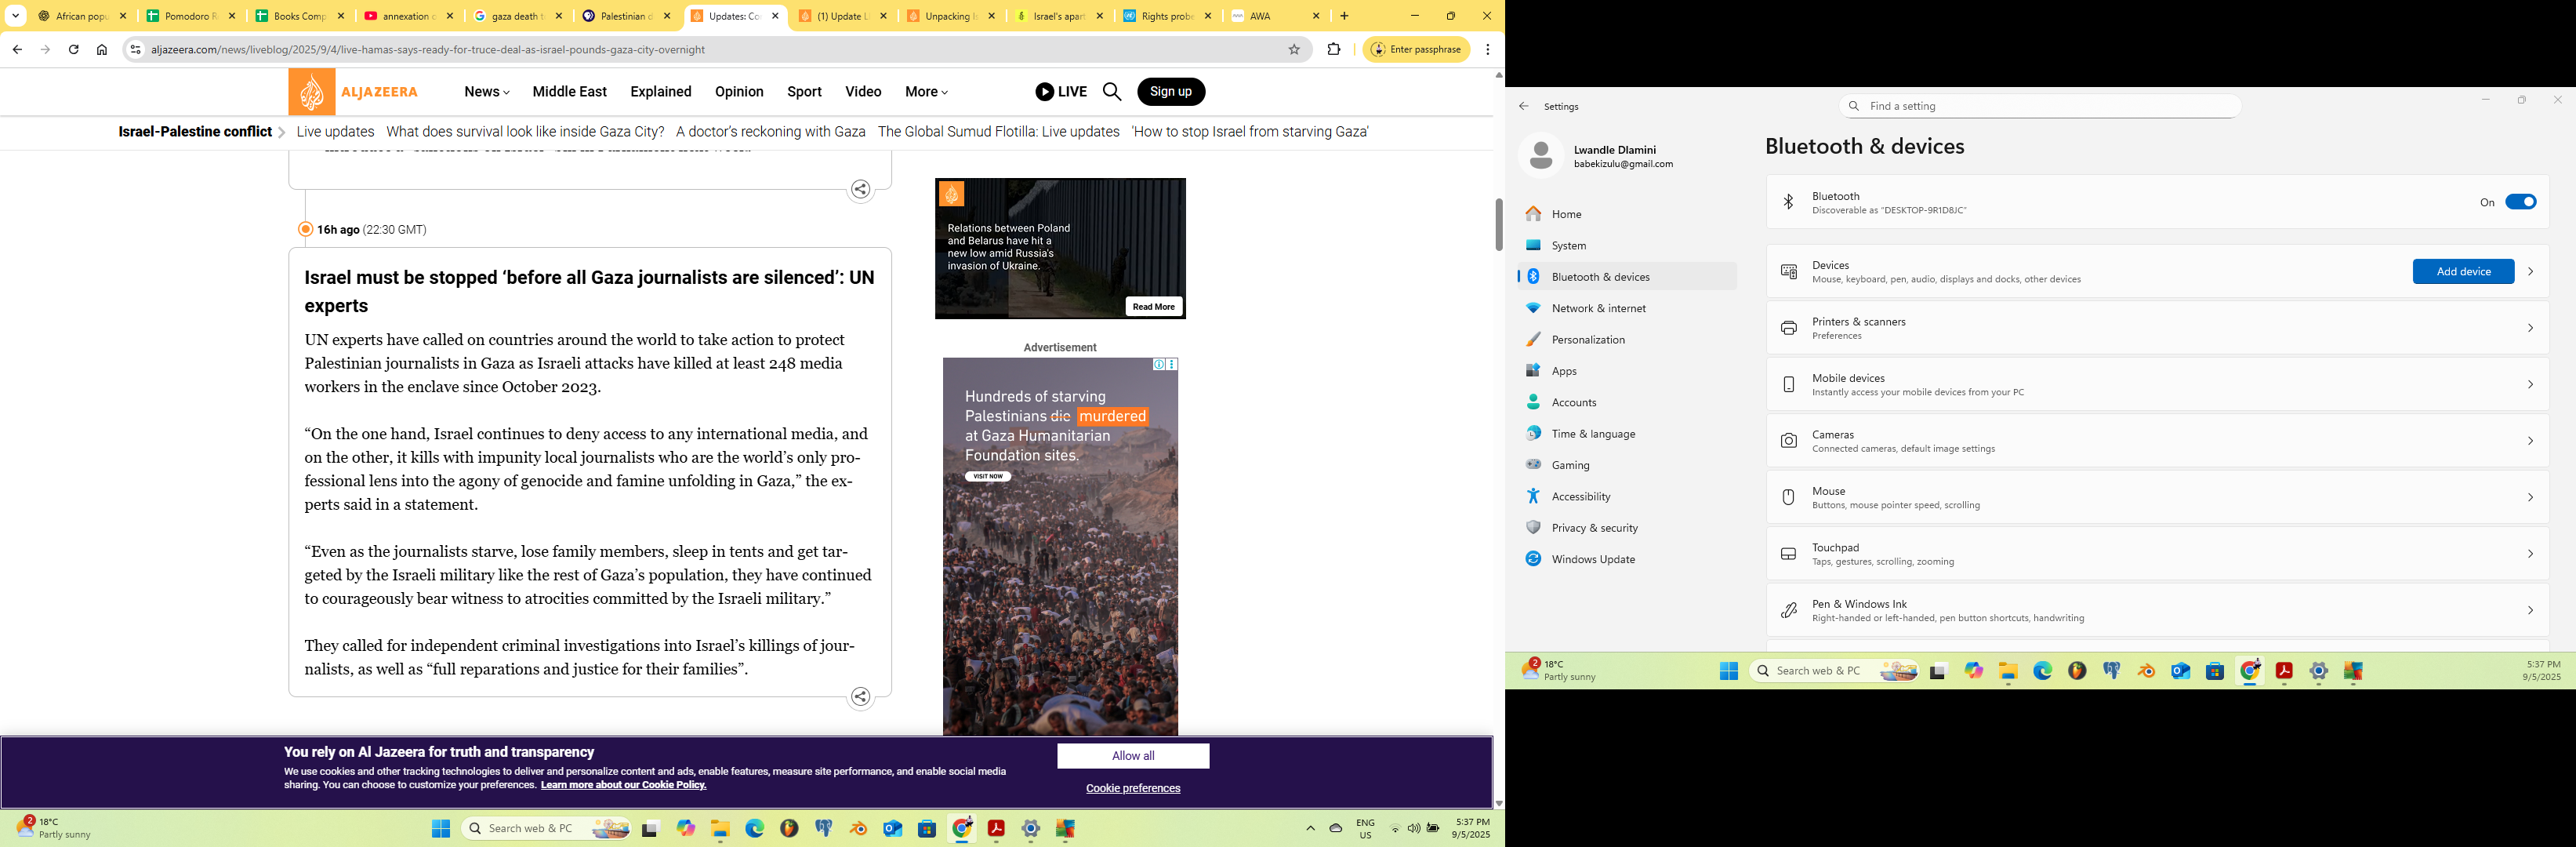 African popu
Pomodoro R
Books Comp
annexation o
gaza death t
Palestinian d
Updates: Co
(1) Update L
Unpacking Is
Israel's apart
Rights probe
AWA
aljazeera.com/news/liveblog/2025/9/4/live-hamas-says-ready-for-truce-deal-as-israel-pounds-gaza-city-overnight
Enter passphrase
ALJAZEERA
News
Middle East
Explained
Opinion
Sport
Video
More
LIVE
Sign up
Israel-Palestine conflict
Live updates
What does survival look like inside Gaza City?
A doctor's reckoning with Gaza
The Global Sumud Flotilla: Live updates
'How to stop Israel from starving Gaza'
16h ago (22:30 GMT)
Israel must be stopped ‘before all Gaza journalists are silenced’: UN
experts
UN experts have called on countries around the world to take action to protect
Palestinian journalists in Gaza as Israeli attacks have killed at least 248 media
workers in the enclave since October 2023.
“On the one hand, Israel continues to deny access to any international media, and
on the other, it kills with impunity local journalists who are the world’s only pro-
fessional lens into the agony of genocide and famine unfolding in Gaza,” the ex-
perts said in a statement.
“Even as the journalists starve, lose family members, sleep in tents and get tar-
geted by the Israeli military like the rest of Gaza’s population, they have continued
to courageously bear witness to atrocities committed by the Israeli military.”
They called for independent criminal investigations into Israel’s killings of jour-
nalists, as well as “full reparations and justice for their families”.
Relations between Poland
and Belarus have hit a
new low amid Russia's
invasion of Ukraine.
Read More
Advertisement
Hundreds of starving
Palestinians die murdered
at Gaza Humanitarian
Foundation sites.
VISIT NOW
You rely on Al Jazeera for truth and transparency
We use cookies and other tracking technologies to deliver and personalize content and ads, enable features, measure site performance, and enable social media
sharing. You can choose to customize your preferences. Learn more about our Cookie Policy.
Allow all
Cookie preferences
2
18°C
Partly sunny
Search web & PC
ENG
US
5:37 PM
9/5/2025
Settings
Find a setting
Lwandle Dlamini
babekizulu@gmail.com
Home
System
Bluetooth & devices
Network & internet
Personalization
Apps
Accounts
Time & language
Gaming
Accessibility
Privacy & security
Windows Update
Bluetooth & devices
Bluetooth
Discoverable as "DESKTOP-9R1D8JC"
On
Devices
Mouse, keyboard, pen, audio, displays and docks, other devices
Add device
Printers & scanners
Preferences
Mobile devices
Instantly access your mobile devices from your PC
Cameras
Connected cameras, default image settings
Mouse
Buttons, mouse pointer speed, scrolling
Touchpad
Taps, gestures, scrolling, zooming
Pen & Windows Ink
Right-handed or left-handed, pen button shortcuts, handwriting
2
18°C
Partly sunny
Search web & PC
5:37 PM
9/5/2025